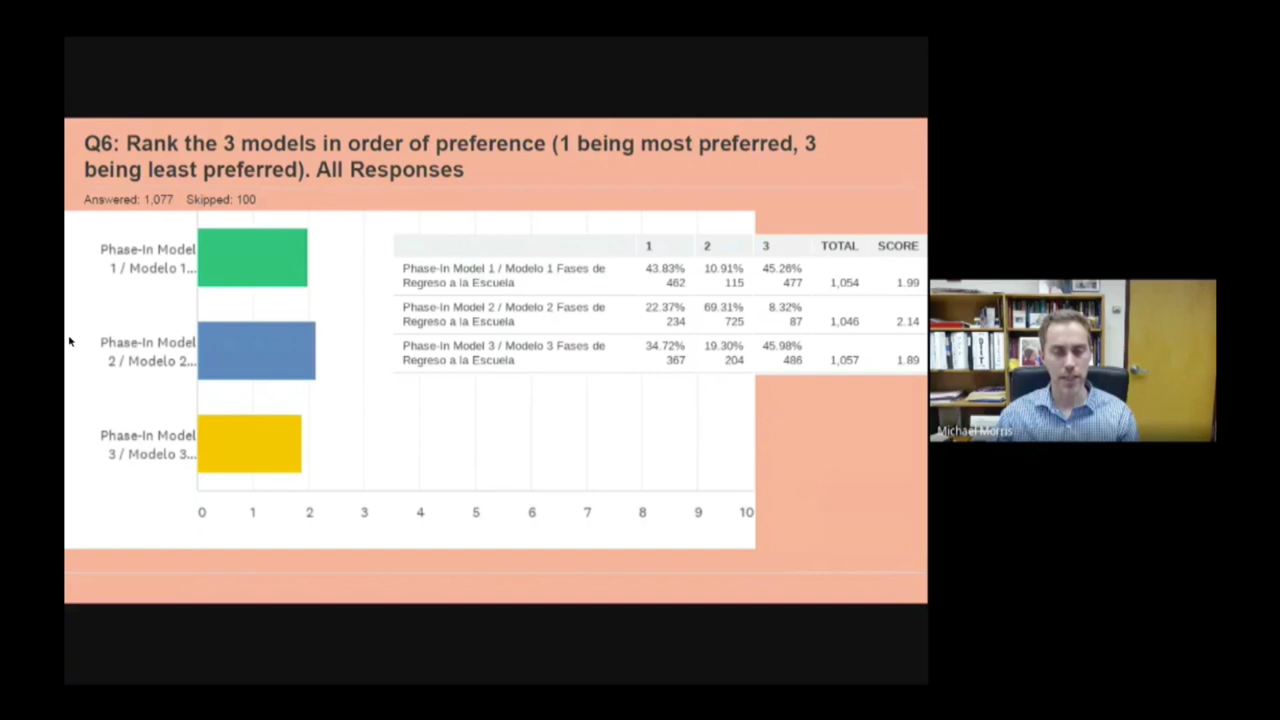 Q6: Rank the 3 models in order of preference (1 being most preferred, 3
being least preferred). All Responses
Answered: 1,077 Skipped: 100
Phase-In Model
1 / Modelo 1...
Phase-In Model
2 / Modelo 2...
Phase-In Model
3 / Modelo 3...
0 1 2 3 4 5 6 7 8 9 10
1 2 3 TOTAL SCORE
Phase-In Model 1 / Modelo 1 Fases de 43.83% 10.91% 45.26%
Regreso a la Escuela 462 115 477 1,054 1.99
Phase-In Model 2 / Modelo 2 Fases de 22.37% 69.31% 8.32%
Regreso a la Escuela 234 725 87 1,046 2.14
Phase-In Model 3 / Modelo 3 Fases de 34.72% 19.30% 45.98%
Regreso a la Escuela 367 204 486 1,057 1.89
Michael Morris